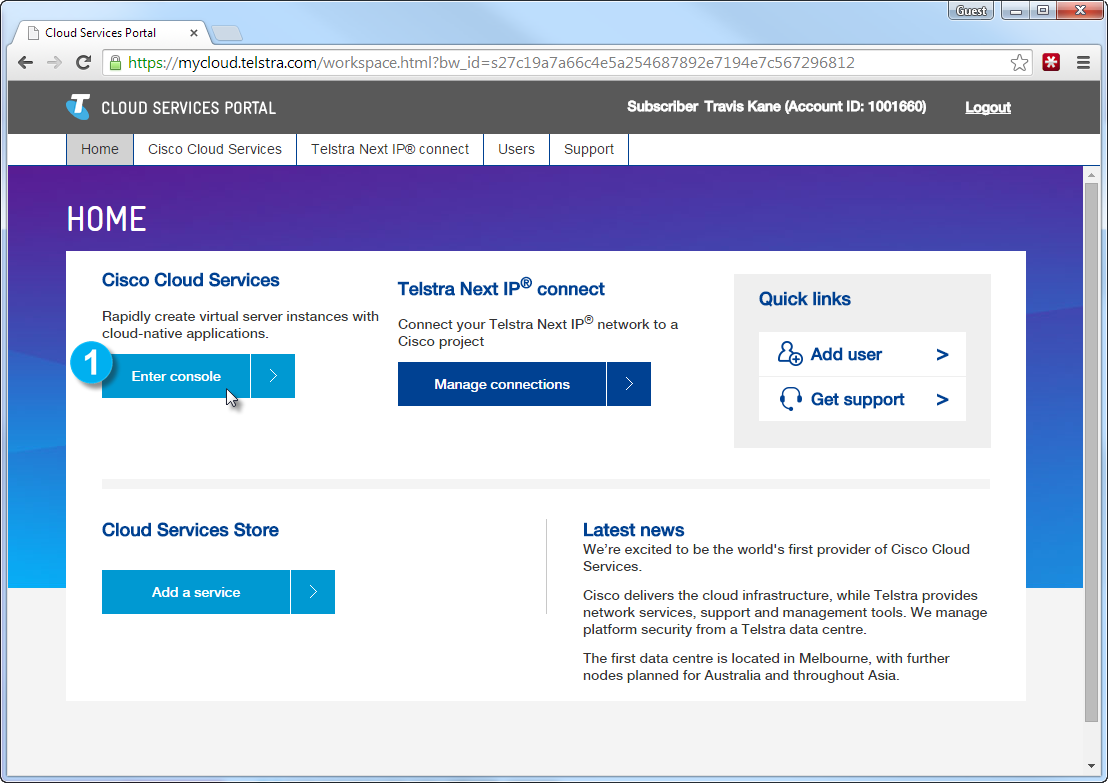 Guest
Cloud Services Portal
https://mycloud.telstra.com/workspace.html?bw_id=s27c19a7a66c4e5a254687892e7194e7c567296812
T CLOUD SERVICES PORTAL
Subscriber Travis Kane (Account ID: 1001660)
Logout
Home
Cisco Cloud Services
Telstra Next IP® connect
Users
Support
HOME
Cisco Cloud Services
Rapidly create virtual server instances with
cloud-native applications.
1
Enter console
Telstra Next IP® connect
Connect your Telstra Next IP® network to a
Cisco project
Manage connections
Quick links
Add user >
Get support >
Cloud Services Store
Add a service
Latest news
We're excited to be the world's first provider of Cisco Cloud
Services.
Cisco delivers the cloud infrastructure, while Telstra provides
network services, support and management tools. We manage
platform security from a Telstra data centre.
The first data centre is located in Melbourne, with further
nodes planned for Australia and throughout Asia.